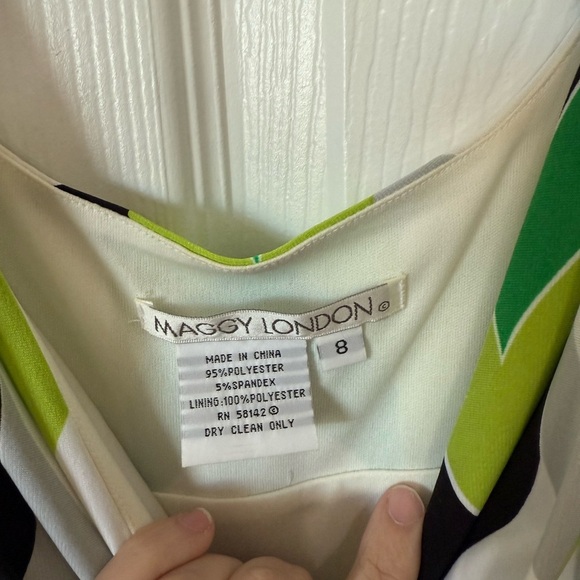 MAGGY LONDON ©
8
MADE IN CHINA
95%POLYESTER
5%SPANDEX
LINING:100%POLYESTER
RN 58142 ©
DRY CLEAN ONLY